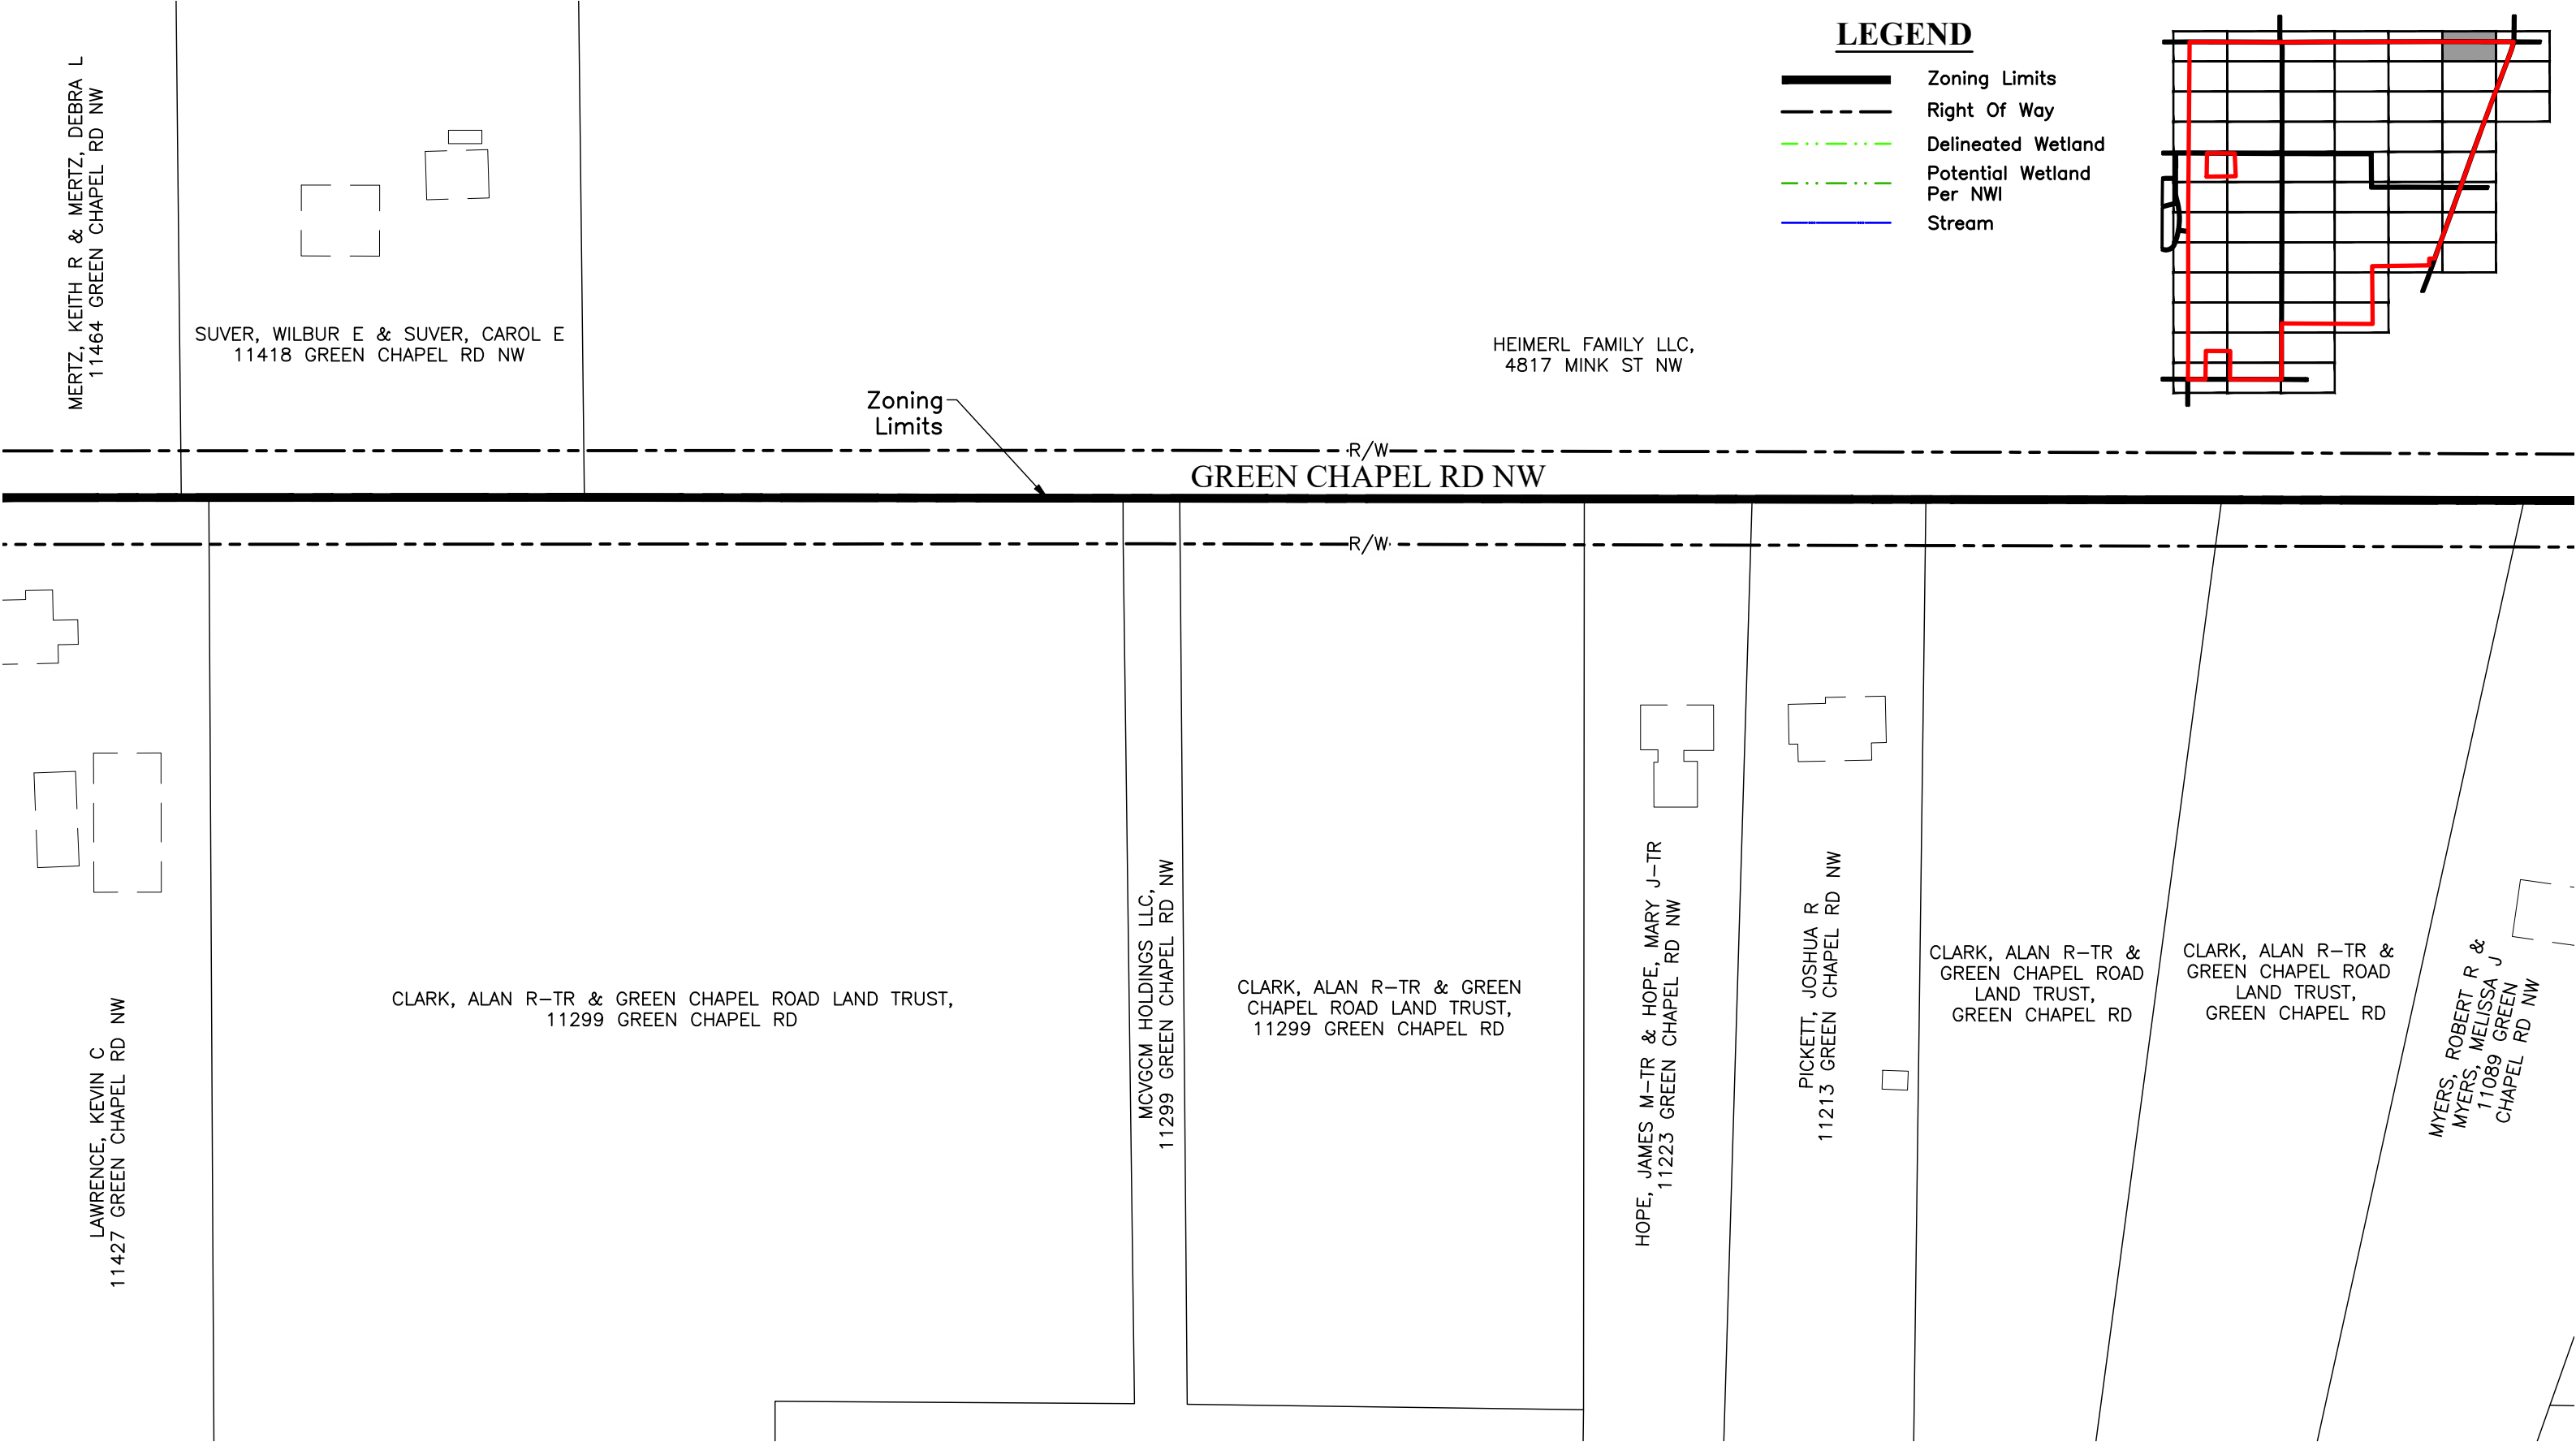 LEGEND
Zoning Limits
Right Of Way
Delineated Wetland
Potential Wetland
Per NWI
Stream
MERTZ, KEITH R & MERTZ, DEBRA L
11464 GREEN CHAPEL RD NW
SUVER, WILBUR E & SUVER, CAROL E
11418 GREEN CHAPEL RD NW
HEIMERL FAMILY LLC,
4817 MINK ST NW
Zoning
Limits
R/W
GREEN CHAPEL RD NW
R/W
LAWRENCE, KEVIN C
11427 GREEN CHAPEL RD NW
CLARK, ALAN R-TR & GREEN CHAPEL ROAD LAND TRUST,
11299 GREEN CHAPEL RD
MCVGCM HOLDINGS LLC,
11299 GREEN CHAPEL RD NW
CLARK, ALAN R-TR & GREEN
CHAPEL ROAD LAND TRUST,
11299 GREEN CHAPEL RD
HOPE, JAMES M-TR & HOPE, MARY J-TR
11223 GREEN CHAPEL RD NW
PICKETT, JOSHUA R
11213 GREEN CHAPEL RD NW
CLARK, ALAN R-TR &
GREEN CHAPEL ROAD
LAND TRUST,
GREEN CHAPEL RD
CLARK, ALAN R-TR &
GREEN CHAPEL ROAD
LAND TRUST,
GREEN CHAPEL RD
MYERS, ROBERT R &
MYERS, MELISSA J
11089 GREEN
CHAPEL RD NW